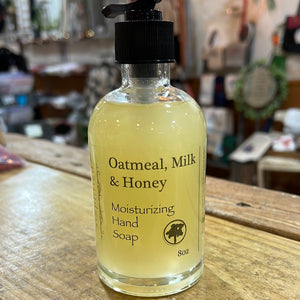 Oatmeal, Milk
& Honey
Moisturizing
Hand
Soap
8oz